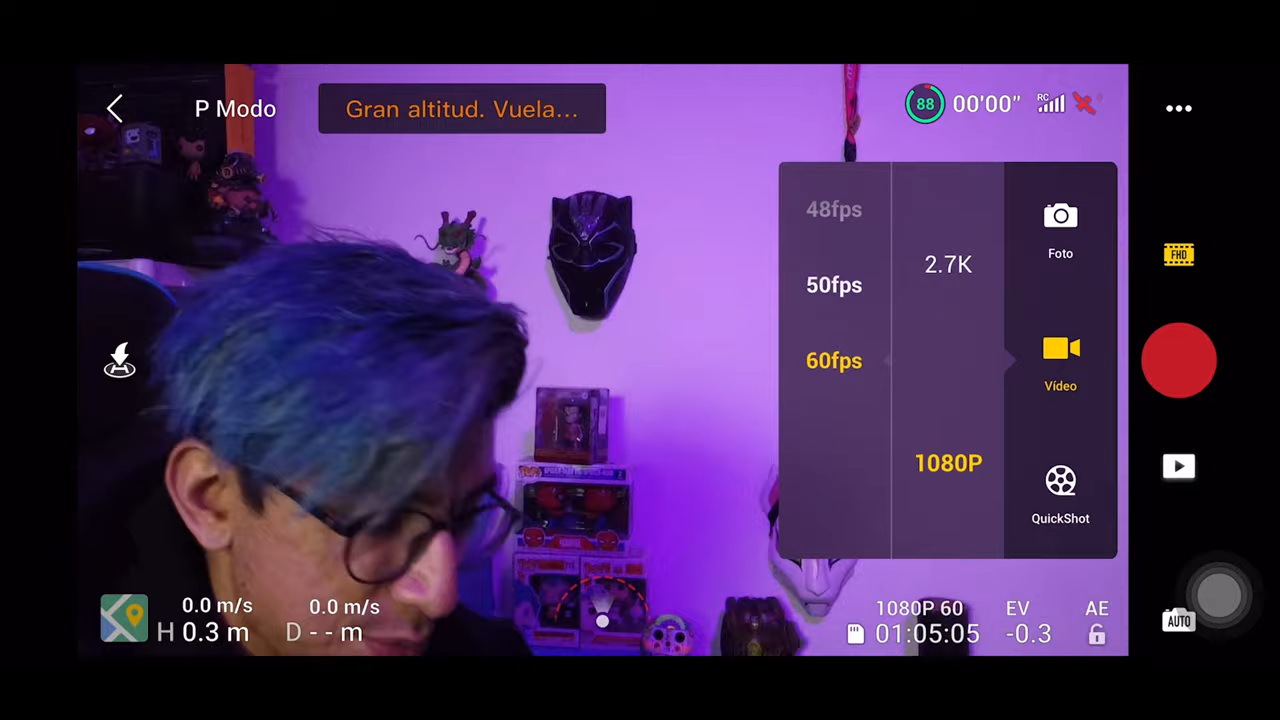 P Modo
Gran altitud. Vuela...
88
00'00"
RC
48fps
50fps
60fps
2.7K
1080P
Foto
Vídeo
QuickShot
FHD
0.0 m/s
0.0 m/s
H 0.3 m
D - - m
1080P 60
01:05:05
EV
-0.3
AE
AUTO